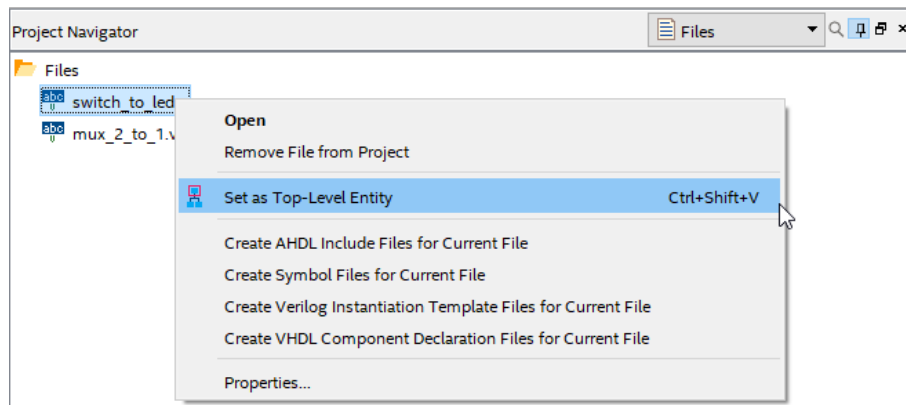 Project Navigator
Files
Files
abc
switch_to_led
abc
mux_2_to_1.v
Open
Remove File from Project
Set as Top-Level Entity Ctrl+Shift+V
Create AHDL Include Files for Current File
Create Symbol Files for Current File
Create Verilog Instantiation Template Files for Current File
Create VHDL Component Declaration Files for Current File
Properties...